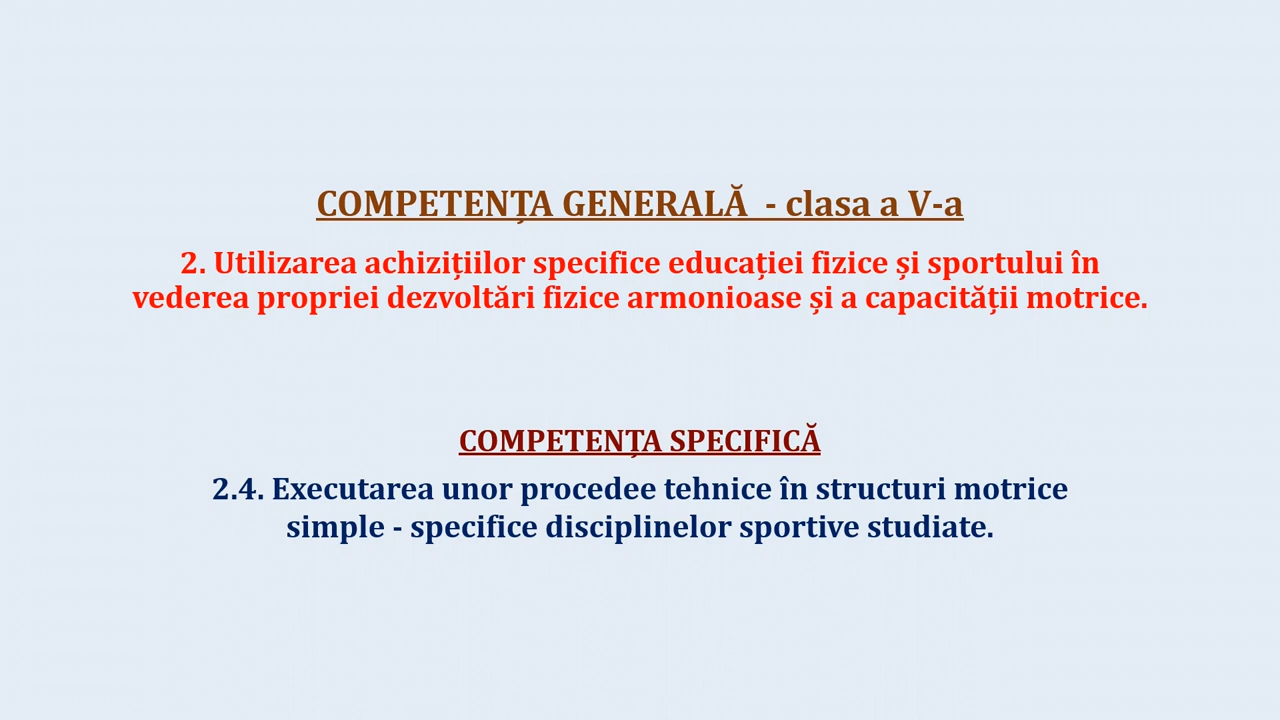 COMPETENȚA GENERALĂ  - clasa a V-a
2. Utilizarea achizițiilor specifice educației fizice și sportului în
vederea propriei dezvoltări fizice armonioase și a capacității motrice.
COMPETENȚA SPECIFICĂ
2.4. Executarea unor procedee tehnice în structuri motrice
simple - specifice disciplinelor sportive studiate.